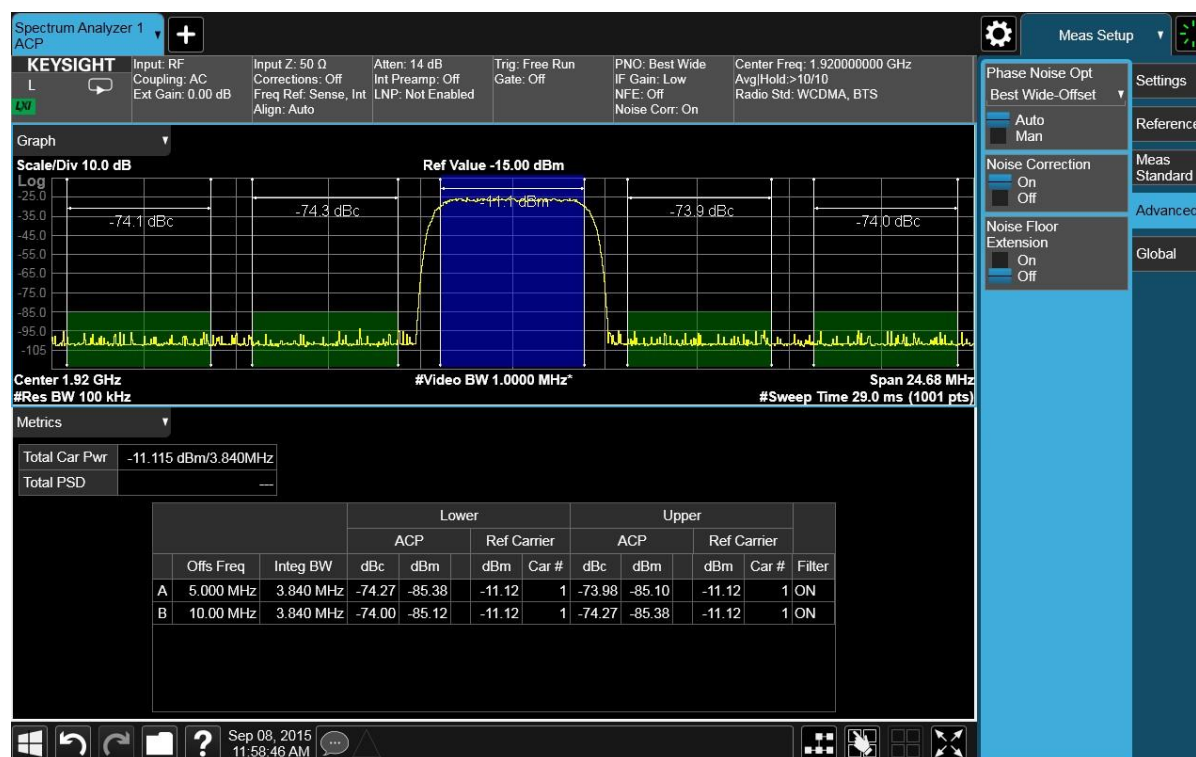 Spectrum Analyzer 1
ACP
Meas Setup
KEYSIGHT
L
LXI
Input: RF
Coupling: AC
Ext Gain: 0.00 dB
Input Z: 50 Ω
Corrections: Off
Freq Ref: Sense, Int
Align: Auto
Atten: 14 dB
Int Preamp: Off
LNP: Not Enabled
Trig: Free Run
Gate: Off
PNO: Best Wide
IF Gain: Low
NFE: Off
Noise Corr: On
Center Freq: 1.920000000 GHz
Avg|Hold:>10/10
Radio Std: WCDMA, BTS
Graph
Scale/Div 10.0 dB
Ref Value -15.00 dBm
Log
-25.0
-35.0
-45.0
-55.0
-65.0
-75.0
-85.0
-95.0
-105
-74.1 dBc
-74.3 dBc
-11.1 dBm
-73.9 dBc
-74.0 dBc
Center 1.92 GHz
#Video BW 1.0000 MHz*
Span 24.68 MHz
#Res BW 100 kHz
#Sweep Time 29.0 ms (1001 pts)
Metrics
Total Car Pwr -11.115 dBm/3.840MHz
Total PSD ---
Lower Upper
ACP Ref Carrier ACP Ref Carrier
Offs Freq Integ BW dBc dBm dBm Car # dBc dBm dBm Car # Filter
A 5.000 MHz 3.840 MHz -74.27 -85.38 -11.12 1 -73.98 -85.10 -11.12 1 ON
B 10.00 MHz 3.840 MHz -74.00 -85.12 -11.12 1 -74.27 -85.38 -11.12 1 ON
Phase Noise Opt
Best Wide-Offset
Auto
Man
Noise Correction
On
Off
Noise Floor
Extension
On
Off
Settings
Reference
Meas
Standard
Advanced
Global
?
Sep 08, 2015
11:58:46 AM